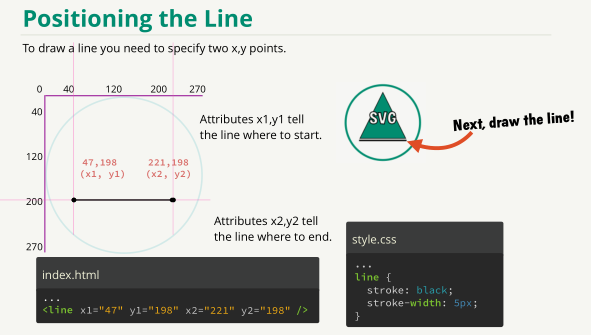 Positioning the Line
To draw a line you need to specify two x,y points.
0 40 120 200 270
40
120
200
270
47,198
(x1, y1)
221,198
(x2, y2)
Attributes x1,y1 tell
the line where to start.
Attributes x2,y2 tell
the line where to end.
SVG
Next, draw the line!
index.html
...
<line x1="47" y1="198" x2="221" y2="198" />
style.css
...
line {
stroke: black;
stroke-width: 5px;
}